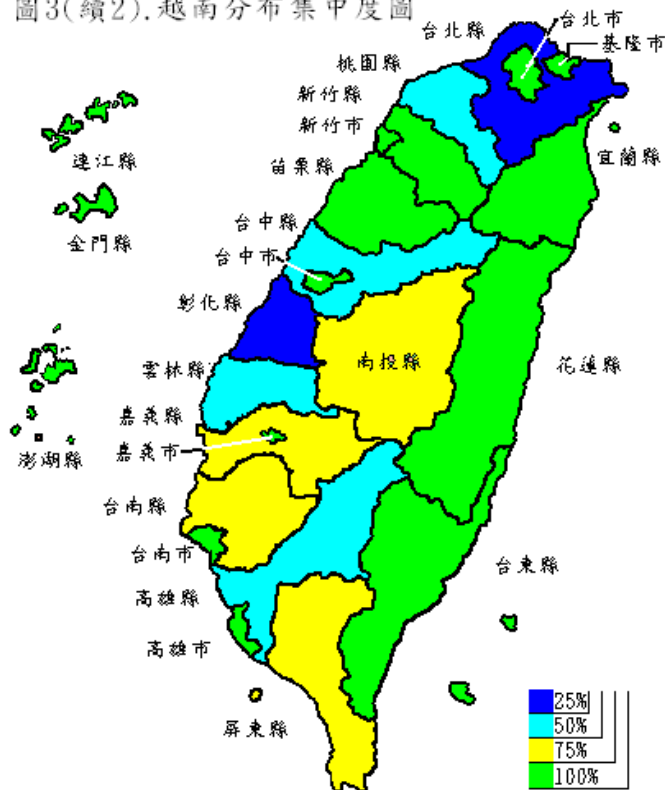 圖3(續2).越南分布集中度圖
台北縣
台北市
基隆市
桃園縣
新竹縣
新竹市
宜蘭縣
苗栗縣
連江縣
金門縣
台中縣
台中市
彰化縣
南投縣
花蓮縣
雲林縣
嘉義縣
嘉義市
澎湖縣
台南縣
台南市
台東縣
高雄縣
高雄市
屏東縣
25%
50%
75%
100%